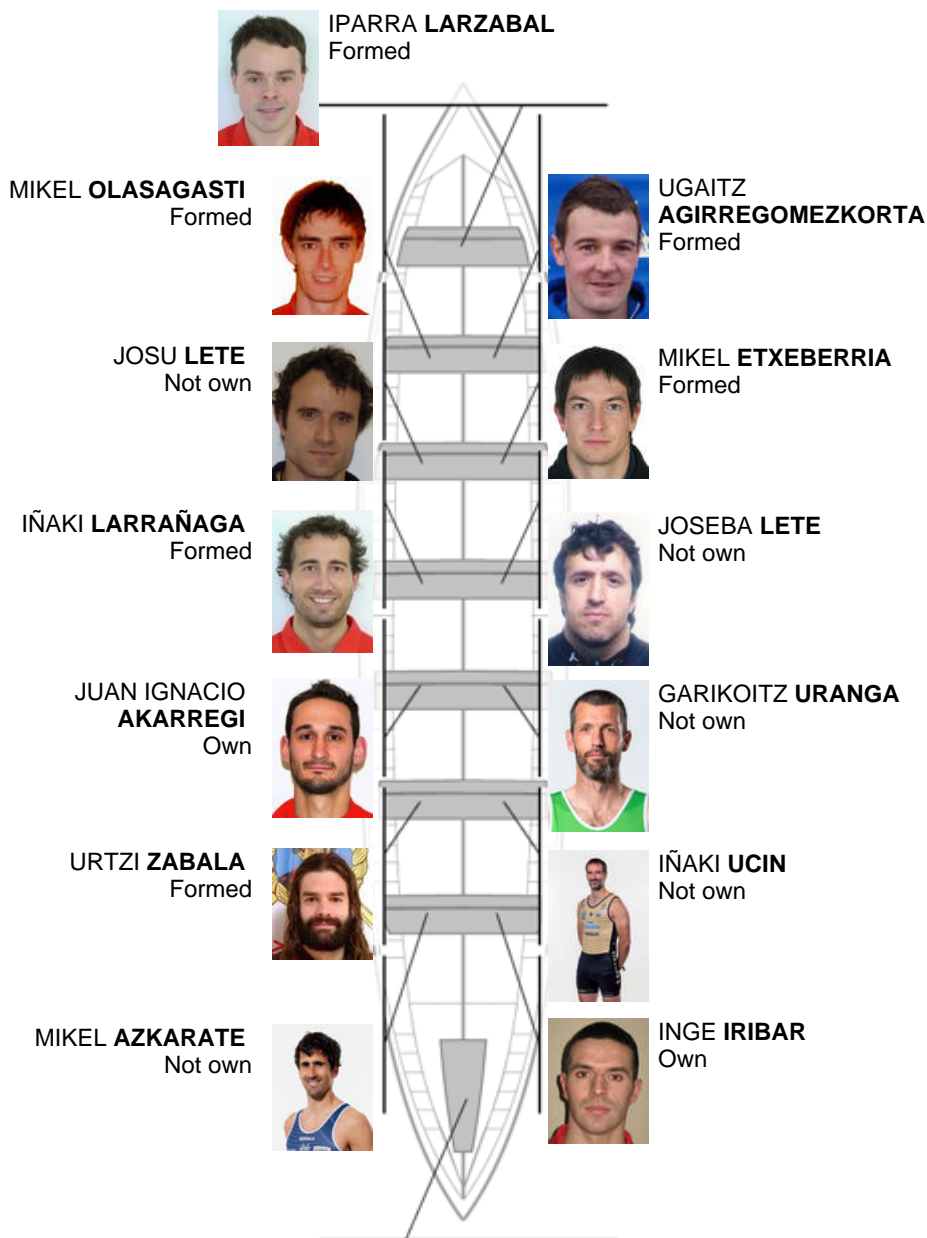 IPARRA LARZABAL
Formed
MIKEL OLASAGASTI
Formed
UGAITZ
AGIRREGOMEZKORTA
Formed
JOSU LETE
Not own
MIKEL ETXEBERRIA
Formed
IÑAKI LARRAÑAGA
Formed
JOSEBA LETE
Not own
JUAN IGNACIO
AKARREGI
Own
GARIKOITZ URANGA
Not own
URTZI ZABALA
Formed
IÑAKI UCIN
Not own
MIKEL AZKARATE
Not own
INGE IRIBAR
Own